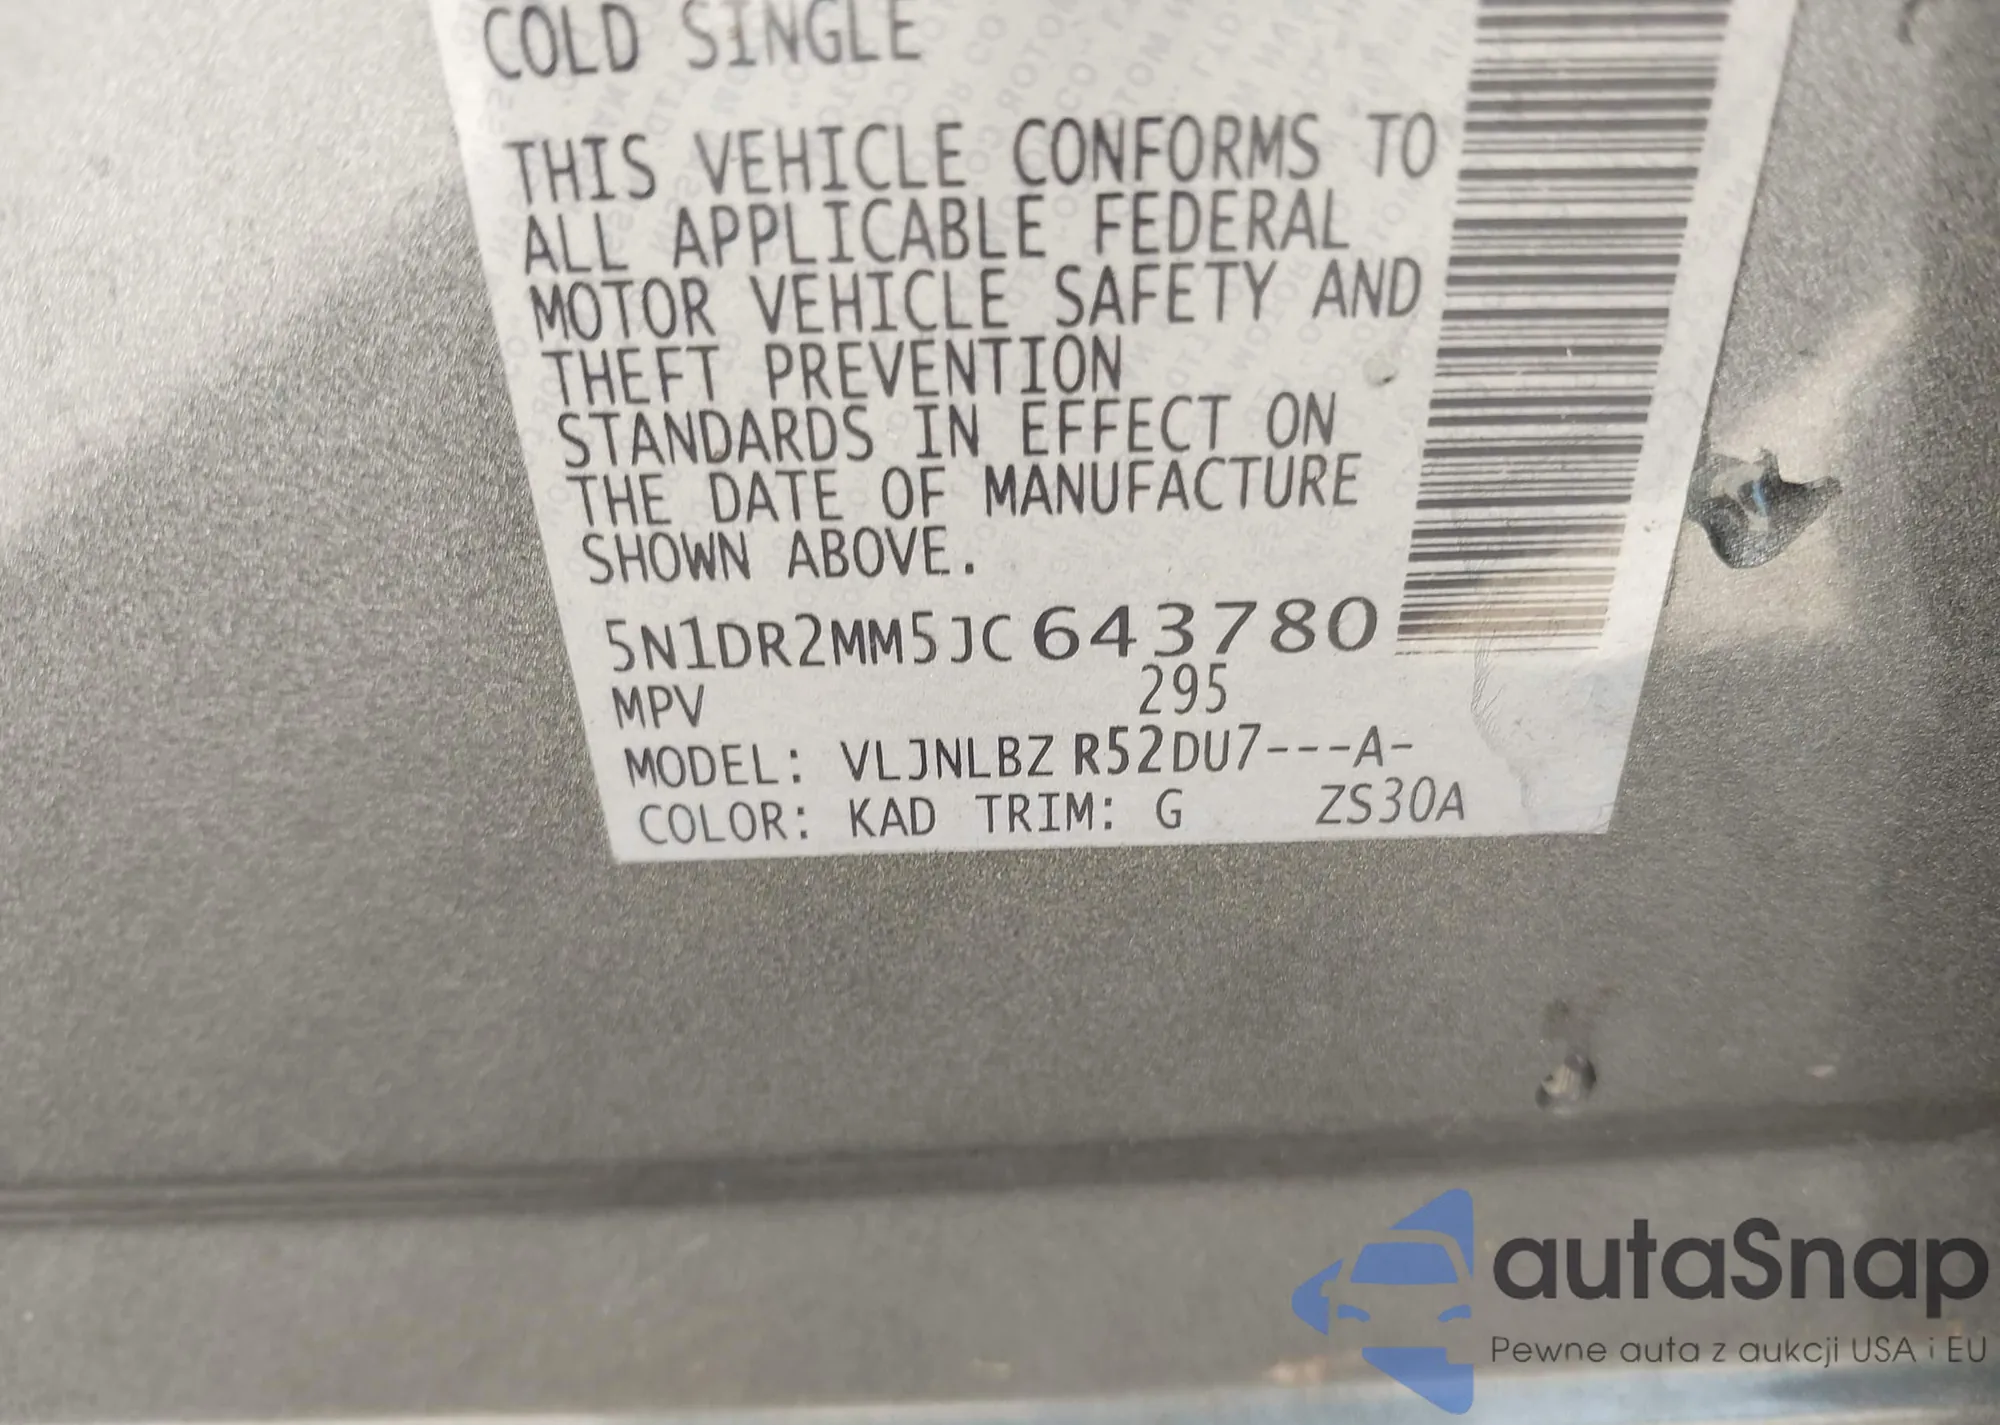 COLD SINGLE
THIS VEHICLE CONFORMS TO
ALL APPLICABLE FEDERAL
MOTOR VEHICLE SAFETY AND
THEFT PREVENTION
STANDARDS IN EFFECT ON
THE DATE OF MANUFACTURE
SHOWN ABOVE.
5N1DR2MM5JC643780
MPV 295
MODEL: VLJNLBZ R52DU7---A-
COLOR: KAD TRIM: G ZS30A
autaSnap
Pewne auta z aukcji USA i EU